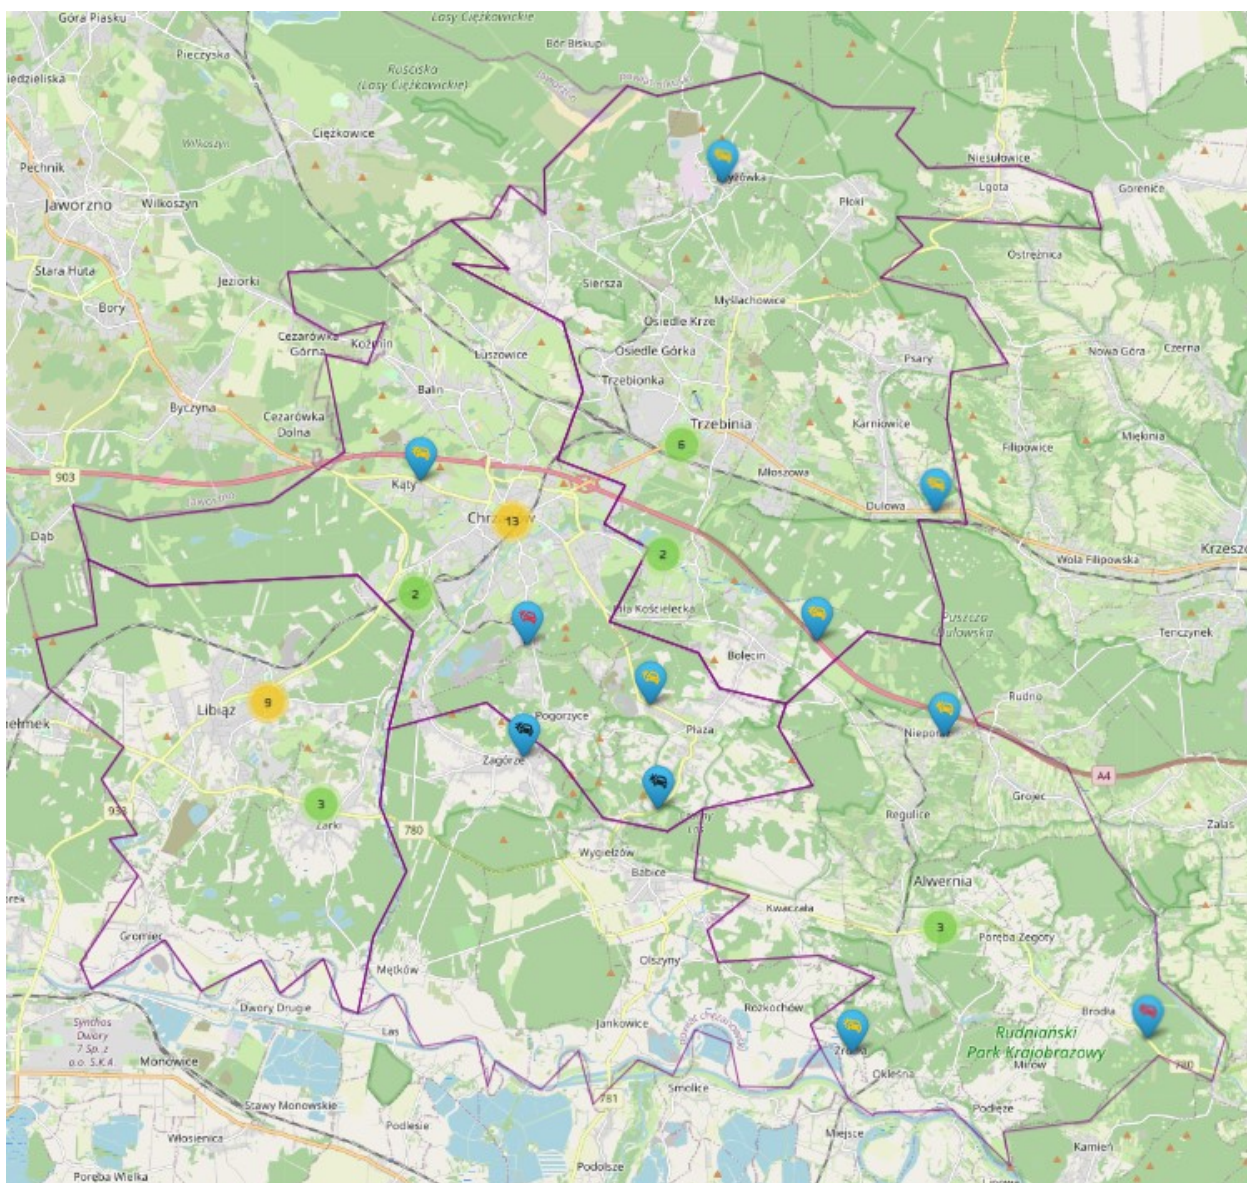 Góra Piasku
Lasy Ciężkowickie
Pieczyska
Bór Biskupi
Rościska
(Lasy Ciężkowickie)
Ciężkowice
Wilkoszyn
Pechnik
Jaworzno
Wilkoszyn
Niesułowice
Lgota
Gorenice
Płoki
Stara Huta
Jeziorki
Bory
Ostrężnica
Siersza
Myślachowice
Osiedle Krze
Cezarówka
Górna
Koźmin
Luszowice
Osiedle Górka
Nowa Góra
Czerna
Psary
Trzebionka
Balin
Byczyna
Cezarówka
Dolna
Trzebinia
Karniowice
Miękinia
Filipowice
6
903
Kąty
Młoszowa
Jaworzno
Dulowa
13
Dąb
2
Wola Filipowska
2
Puszcza
Dulowska
Tenczynek
Bolęcin
Rudno
9
Libiąż
Pogorzyce
Płaza
Zagórze
A4
Grojec
3
Żarki
780
Regulice
Zalas
Wygiełzów
Babice
Alwernia
Kwaczała
3
Poręba Żegoty
Gromiec
Olszyny
Mętków
Dwory Drugie
Rozkochów
Brodła
Synthos
Dwory
7 Sp. z
o.o. S.K.A.
Las
Jankowice
Rudniański
Park Krajobrazowy
Mirów
Monowice
780
Okleśna
Smolice
781
Stawy Monowskie
Podłęże
Podlesie
Włosienica
Miejsce
Kamień
Podolsze
Poręba Wielka